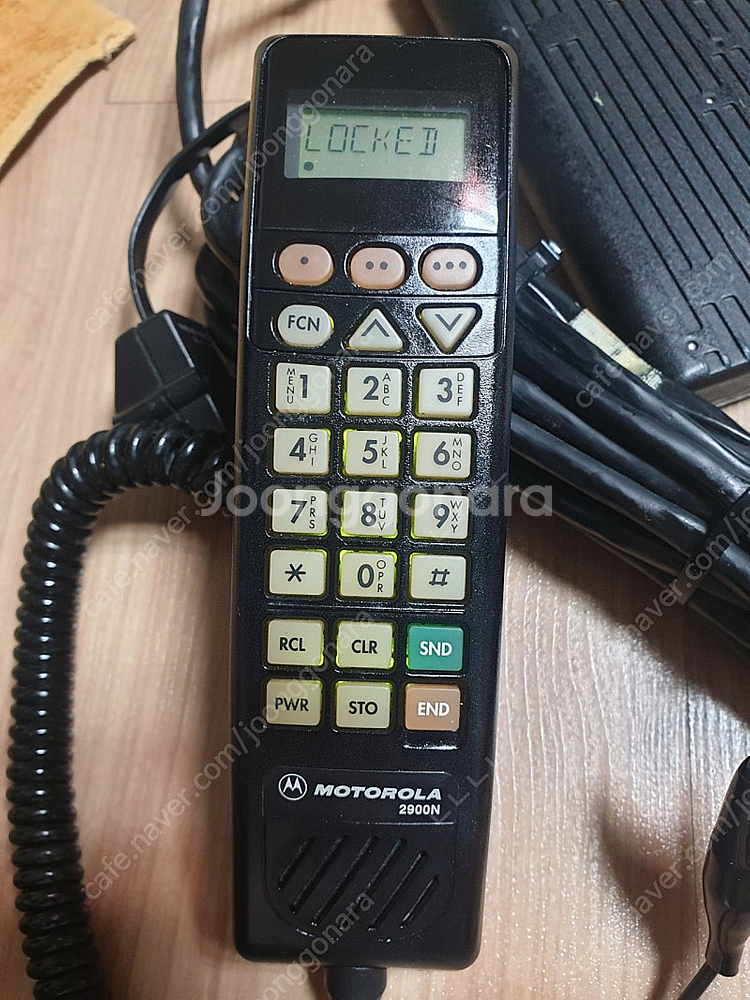 LOCKED
FCN
MENU 1 2 ABC 3 DEF
4 GHI 5 JKL 6 MNO
7 PRS 8 TUV 9 WXY
* 0 OPR #
RCL CLR SND
PWR STO END
MOTOROLA
2900N
Joonggonara
cafe.naver.com/joonggonara